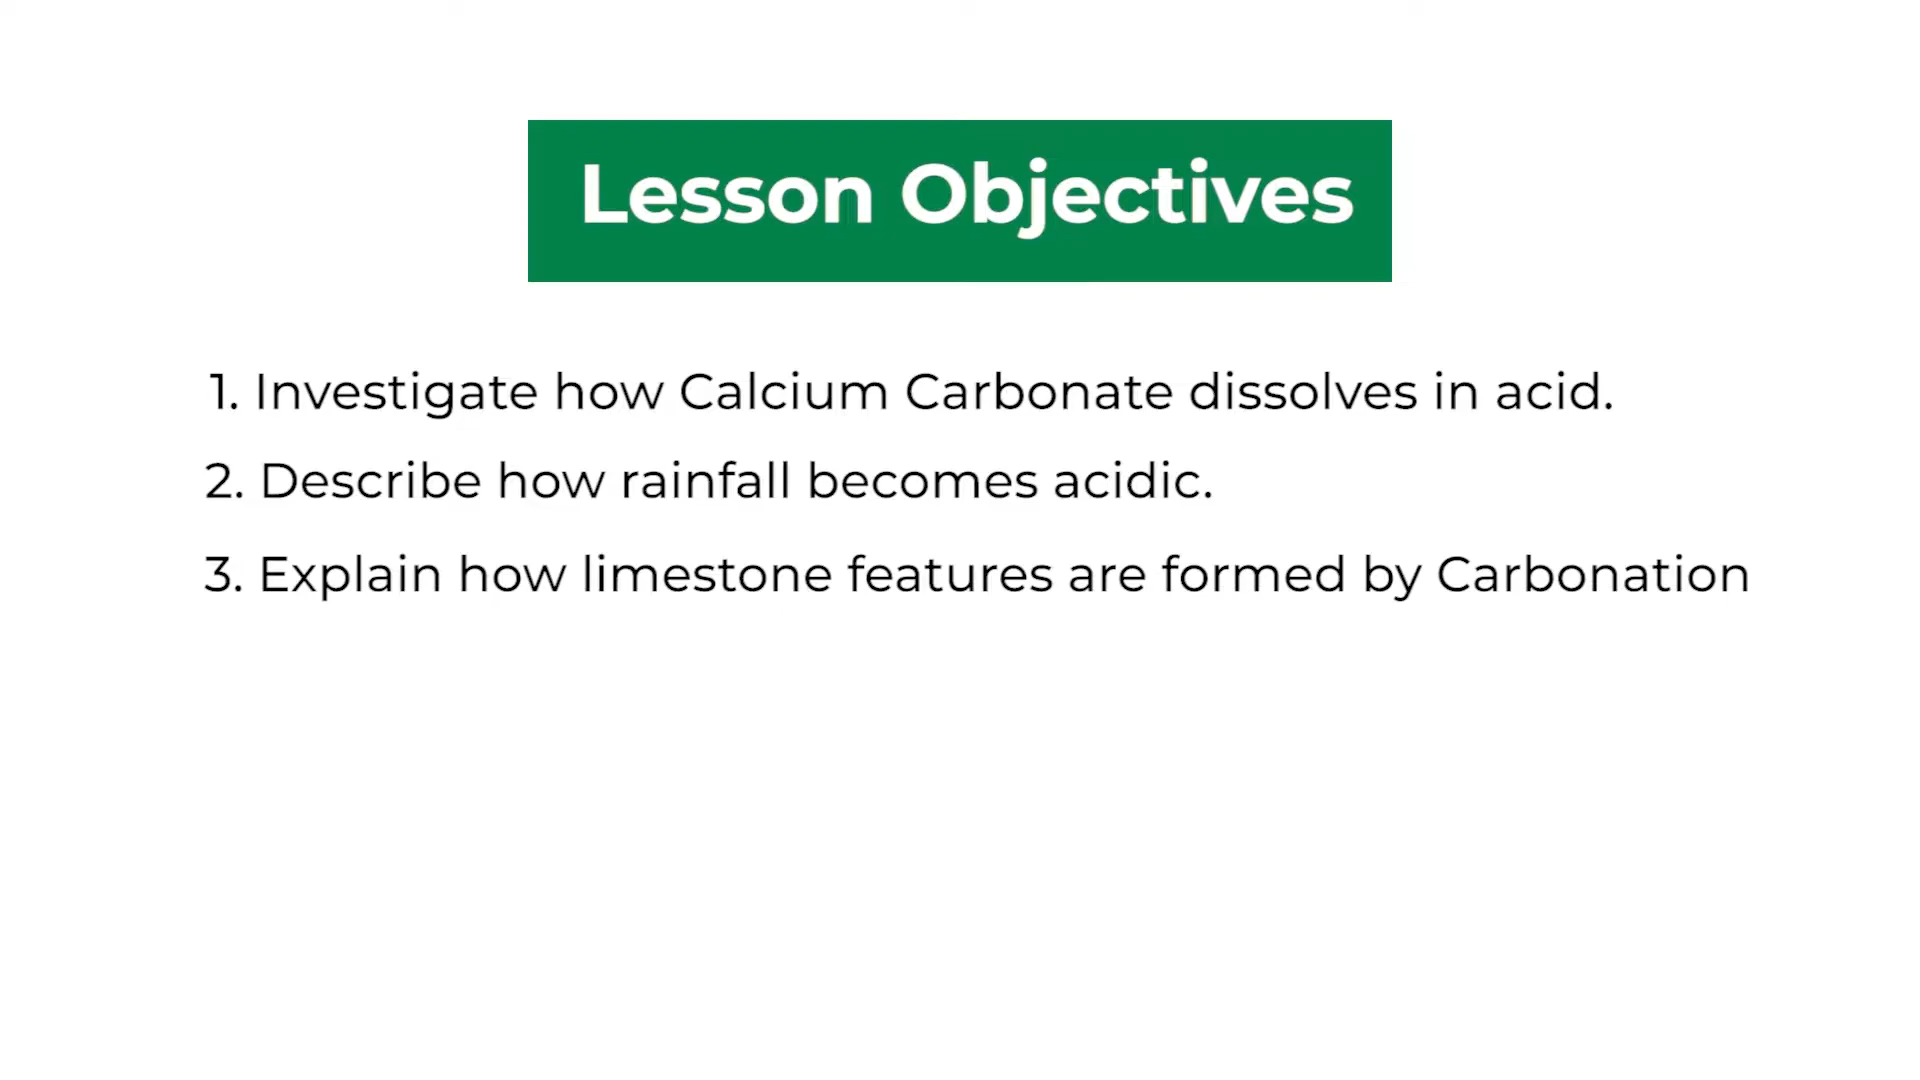 Lesson Objectives
1. Investigate how Calcium Carbonate dissolves in acid.
2. Describe how rainfall becomes acidic.
3. Explain how limestone features are formed by Carbonation